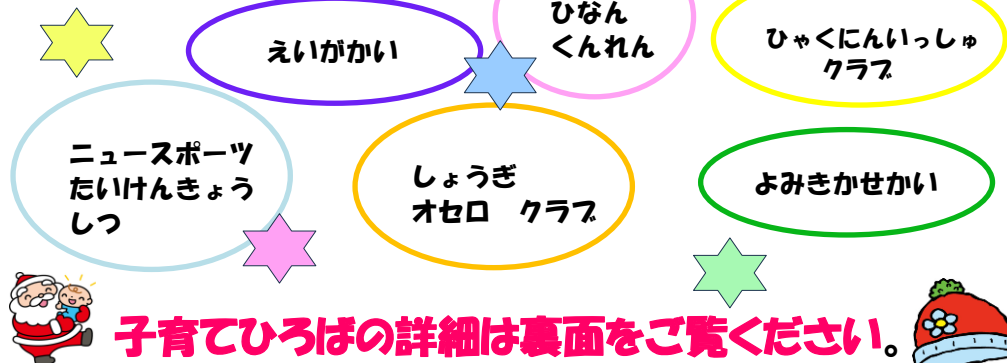 えいがかい
ひなん
くんれん
ひゃくにんいっしゅ
クラブ
ニュースポーツ
たいけんきょう
しつ
しょうぎ
オセロ　クラブ
よみきかせかい
子育てひろばの詳細は裏面をご覧ください。